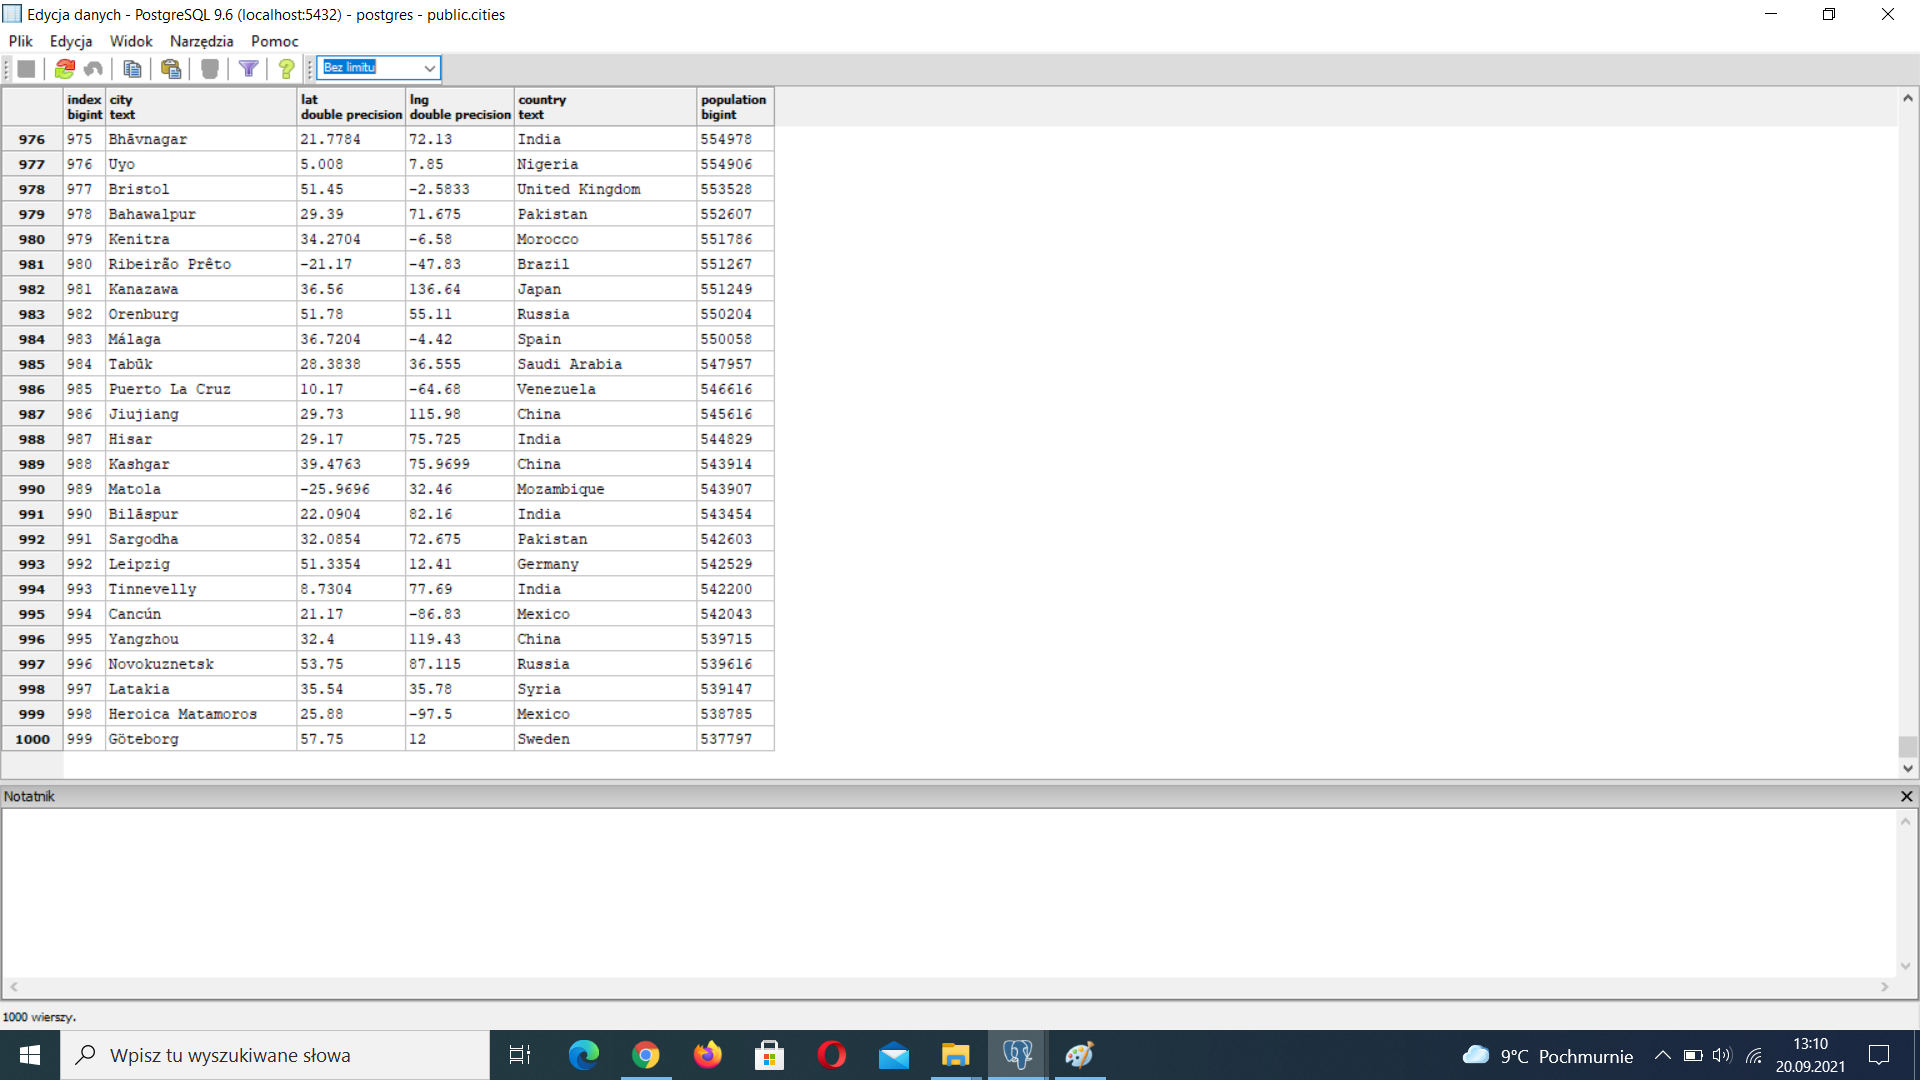 Edycja danych - PostgreSQL 9.6 (localhost:5432) - postgres - public.cities
Plik Edycja Widok Narzędzia Pomoc
Bez limitu
index city lat lng country population
bigint text double precision double precision text bigint
976 975 Bhāvnagar 21.7784 72.13 India 554978
977 976 Uyo 5.008 7.85 Nigeria 554906
978 977 Bristol 51.45 -2.5833 United Kingdom 553528
979 978 Bahawalpur 29.39 71.675 Pakistan 552607
980 979 Kenitra 34.2704 -6.58 Morocco 551786
981 980 Ribeirão Prêto -21.17 -47.83 Brazil 551267
982 981 Kanazawa 36.56 136.64 Japan 551249
983 982 Orenburg 51.78 55.11 Russia 550204
984 983 Málaga 36.7204 -4.42 Spain 550058
985 984 Tabūk 28.3838 36.555 Saudi Arabia 547957
986 985 Puerto La Cruz 10.17 -64.68 Venezuela 546616
987 986 Jiujiang 29.73 115.98 China 545616
988 987 Hisar 29.17 75.725 India 544829
989 988 Kashgar 39.4763 75.9699 China 543914
990 989 Matola -25.9696 32.46 Mozambique 543907
991 990 Bilāspur 22.0904 82.16 India 543454
992 991 Sargodha 32.0854 72.675 Pakistan 542603
993 992 Leipzig 51.3354 12.41 Germany 542529
994 993 Tinnevelly 8.7304 77.69 India 542200
995 994 Cancún 21.17 -86.83 Mexico 542043
996 995 Yangzhou 32.4 119.43 China 539715
997 996 Novokuznetsk 53.75 87.115 Russia 539616
998 997 Latakia 35.54 35.78 Syria 539147
999 998 Heroica Matamoros 25.88 -97.5 Mexico 538785
1000 999 Göteborg 57.75 12 Sweden 537797
Notatnik
1000 wierszy.
Wpisz tu wyszukiwane słowa
9°C Pochmurnie
13:10
20.09.2021